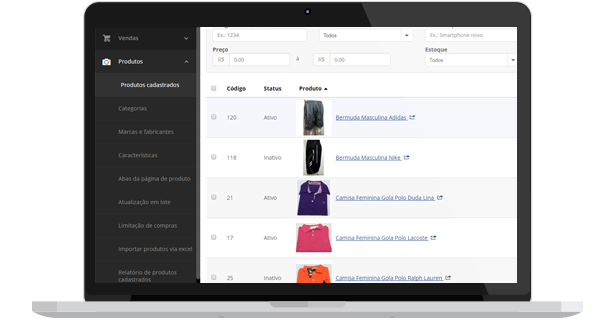 Vendas
Produtos
Produtos cadastrados
Categorias
Marcas e fabricantes
Características
Abas da página de produto
Atualização em lote
Limitação de compras
Importar produtos via excel
Relatório de produtos
cadastrados
Ex.: 1234
Todos
Ex.: Smartphone novo
Preço
Estoque
R$ 0,00 à R$ 0,00
Todos
Código Status Produto
120 Ativo Bermuda Masculina Adidas
118 Inativo Bermuda Masculina Nike
21 Ativo Camisa Feminina Gola Polo Duda Lina
17 Ativo Camisa Feminina Gola Polo Lacoste
25 Inativo Camisa Feminina Gola Polo Ralph Lauren